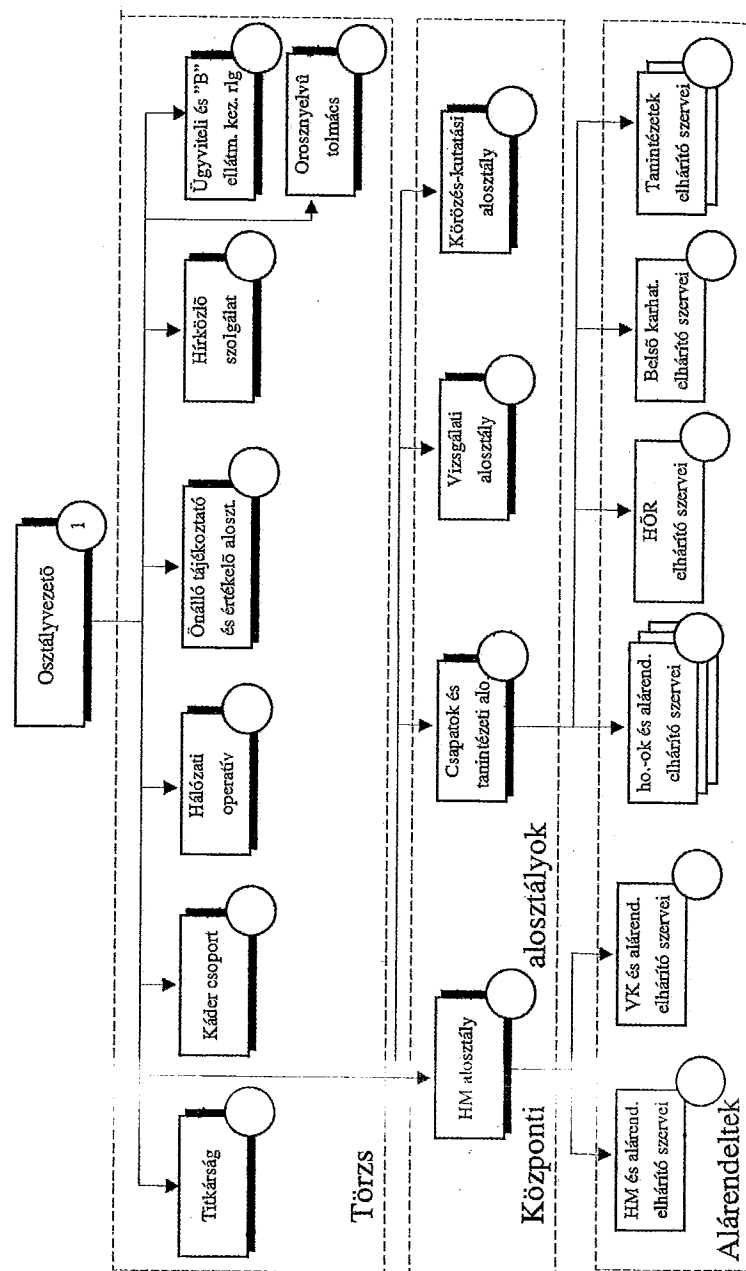 Osztályvezető
1
Titkárság
Káder csoport
Hálózati
operatív
Önálló tájékoztató
és értékelő aloszt.
Hírközlő
szolgálat
Ügyviteli és "B"
ellátm. kez. rlg
Orosznyelvű
tolmács
Törzs
HM alosztály
Csapatok és
tanintézeti alo.
Vizsgálati
alosztály
Körözés-kutatási
alosztály
Központi alosztályok
HM és alárend.
elhárító szervei
VK és alárend.
elhárító szervei
ho.-ok és alárend.
elhárító szervei
HŐR
elhárító szervei
Belső karhat.
elhárító szervei
Tanintézetek
elhárító szervei
Alárendeltek